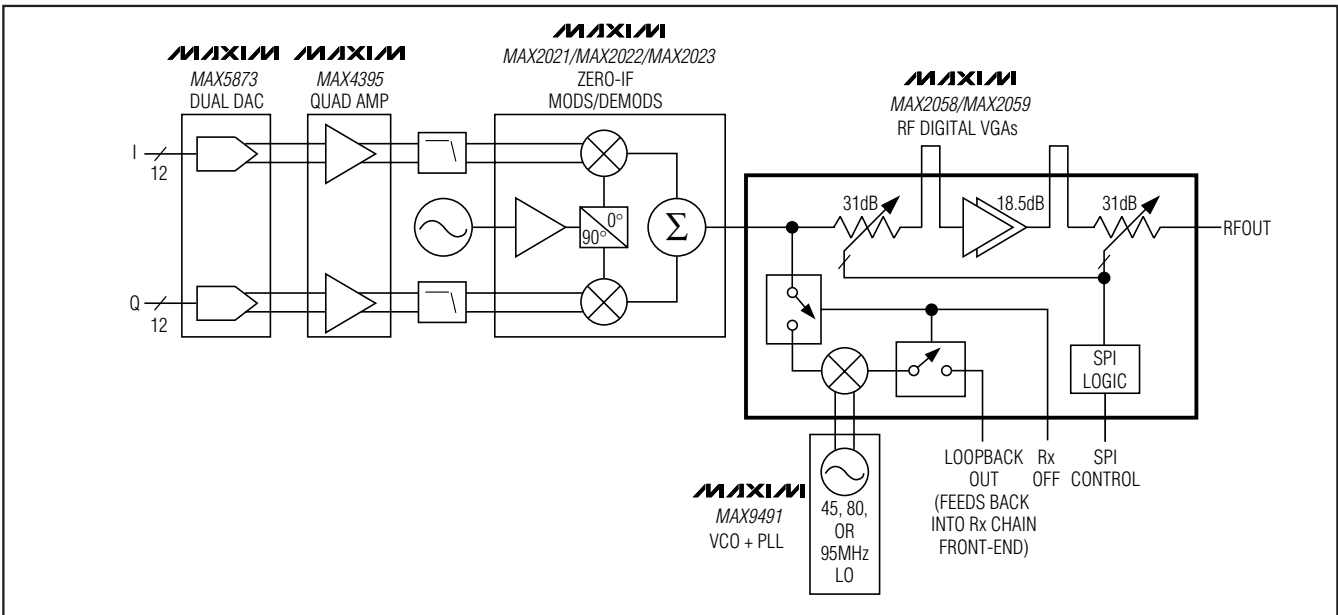 MAXIM
MAX5873
DUAL DAC
MAXIM
MAX4395
QUAD AMP
MAXIM
MAX2021/MAX2022/MAX2023
ZERO-IF
MODS/DEMODS
MAXIM
MAX2058/MAX2059
RF DIGITAL VGAs
I
12
Q
12
0°
90°
Σ
31dB
18.5dB
31dB
RFOUT
SPI
LOGIC
LOOPBACK
OUT
(FEEDS BACK
INTO Rx CHAIN
FRONT-END)
Rx
OFF
SPI
CONTROL
MAXIM
MAX9491
VCO + PLL
45, 80,
OR
95MHz
LO